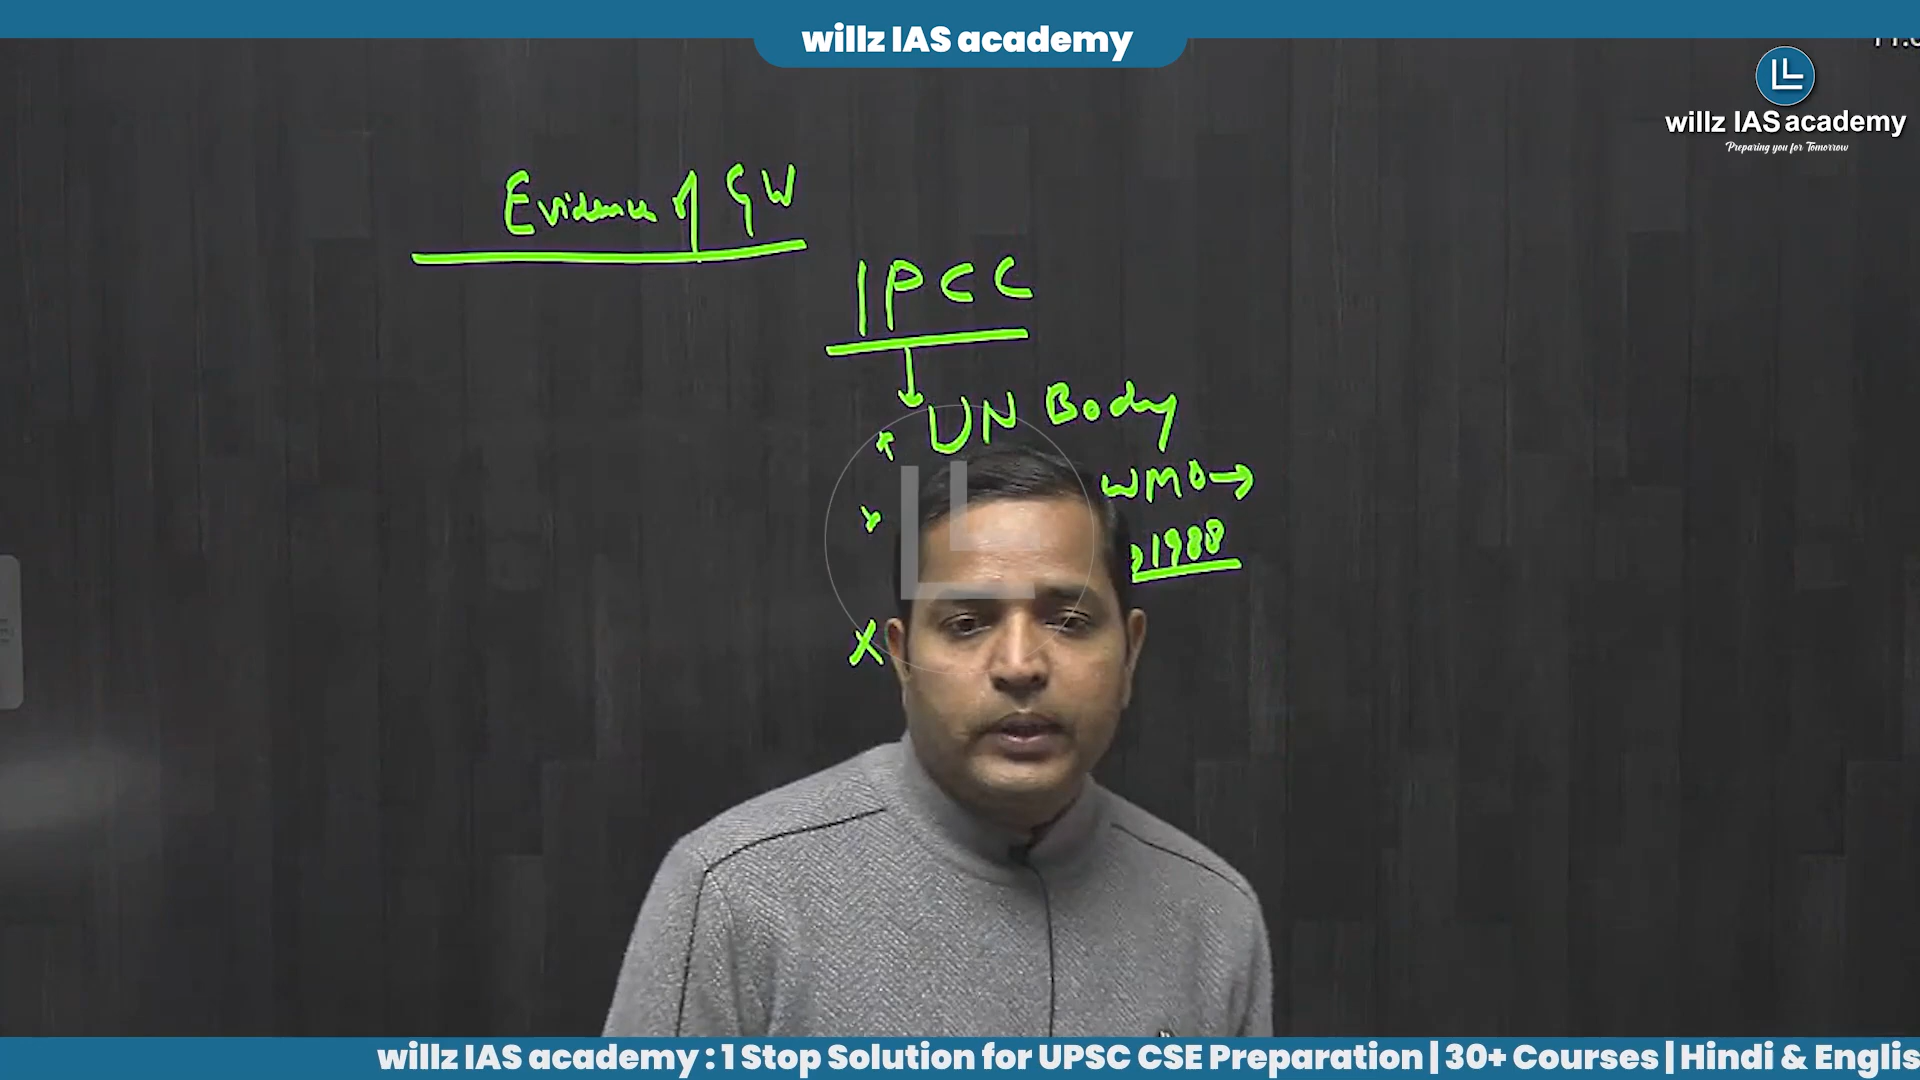 willz IAS academy
willz IAS academy
Preparing you for Tomorrow
Evidence of GW
IPCC
UN Body
WMO →
1988
willz IAS academy : 1 Stop Solution for UPSC CSE Preparation | 30+ Courses | Hindi & Englis